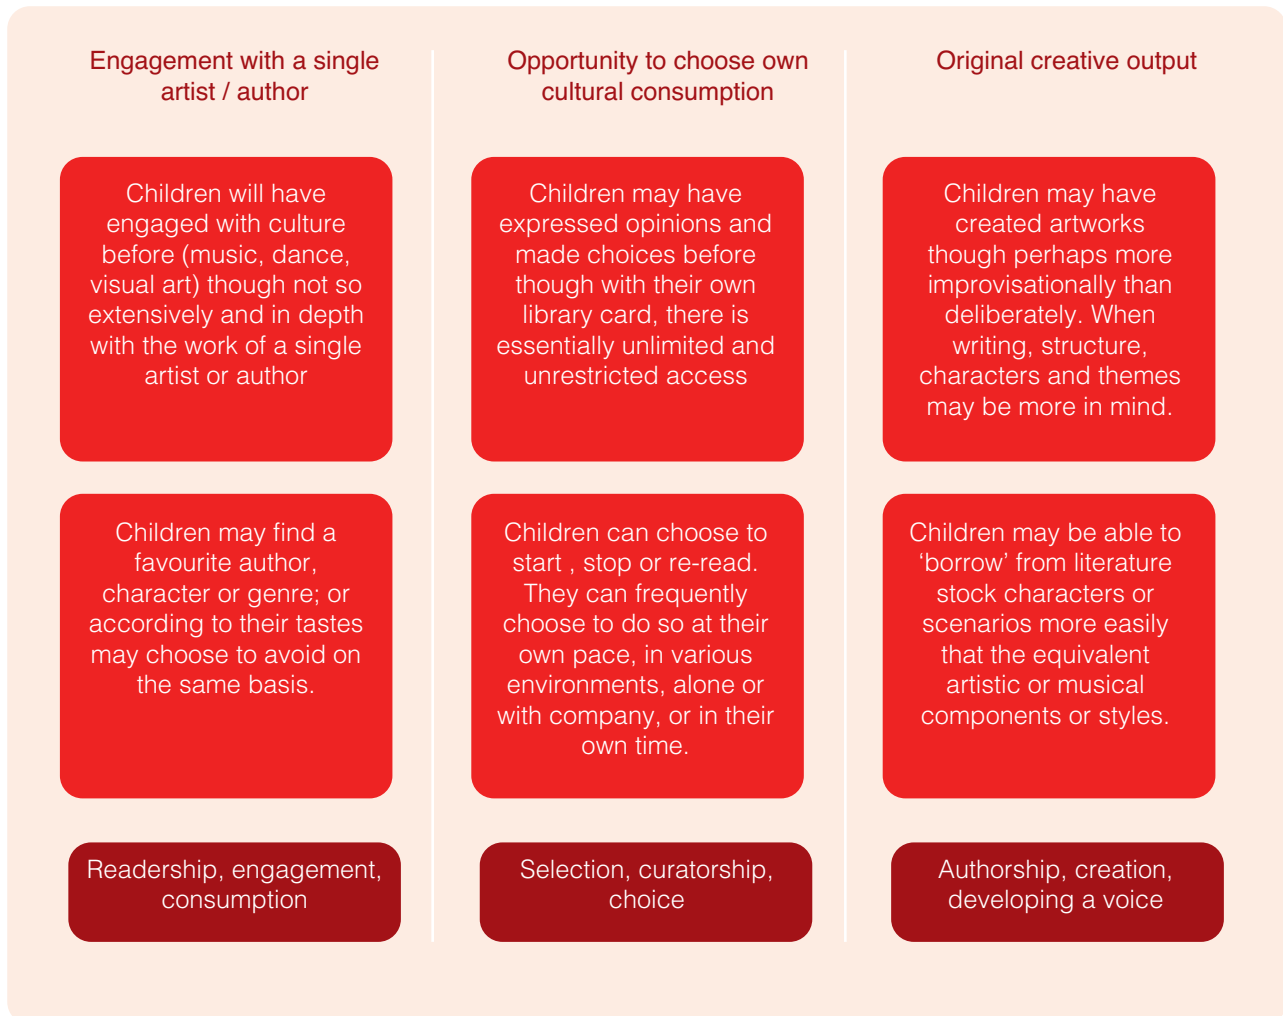 Engagement with a single
artist / author
Children will have
engaged with culture
before (music, dance,
visual art) though not so
extensively and in depth
with the work of a single
artist or author
Children may find a
favourite author,
character or genre; or
according to their tastes
may choose to avoid on
the same basis.
Readership, engagement,
consumption
Opportunity to choose own
cultural consumption
Children may have
expressed opinions and
made choices before
though with their own
library card, there is
essentially unlimited and
unrestricted access
Children can choose to
start , stop or re-read.
They can frequently
choose to do so at their
own pace, in various
environments, alone or
with company, or in their
own time.
Selection, curatorship,
choice
Original creative output
Children may have
created artworks
though perhaps more
improvisationally than
deliberately. When
writing, structure,
characters and themes
may be more in mind.
Children may be able to
‘borrow’ from literature
stock characters or
scenarios more easily
that the equivalent
artistic or musical
components or styles.
Authorship, creation,
developing a voice